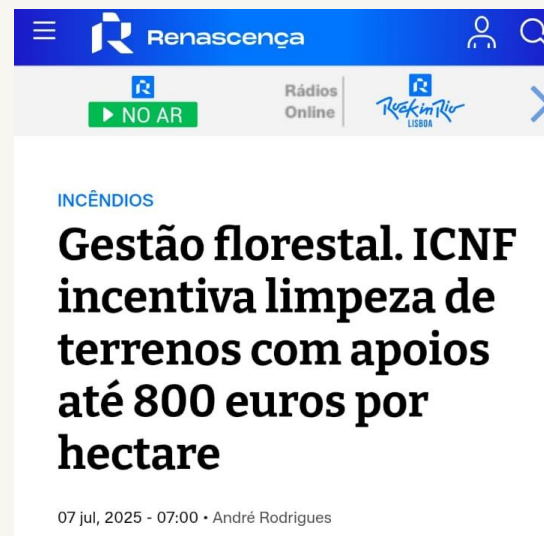 Renascença
NO AR
Rádios
Online
Rock in Rio
LISBOA
INCÊNDIOS
Gestão florestal. ICNF
incentiva limpeza de
terrenos com apoios
até 800 euros por
hectare
07 jul, 2025 - 07:00 • André Rodrigues